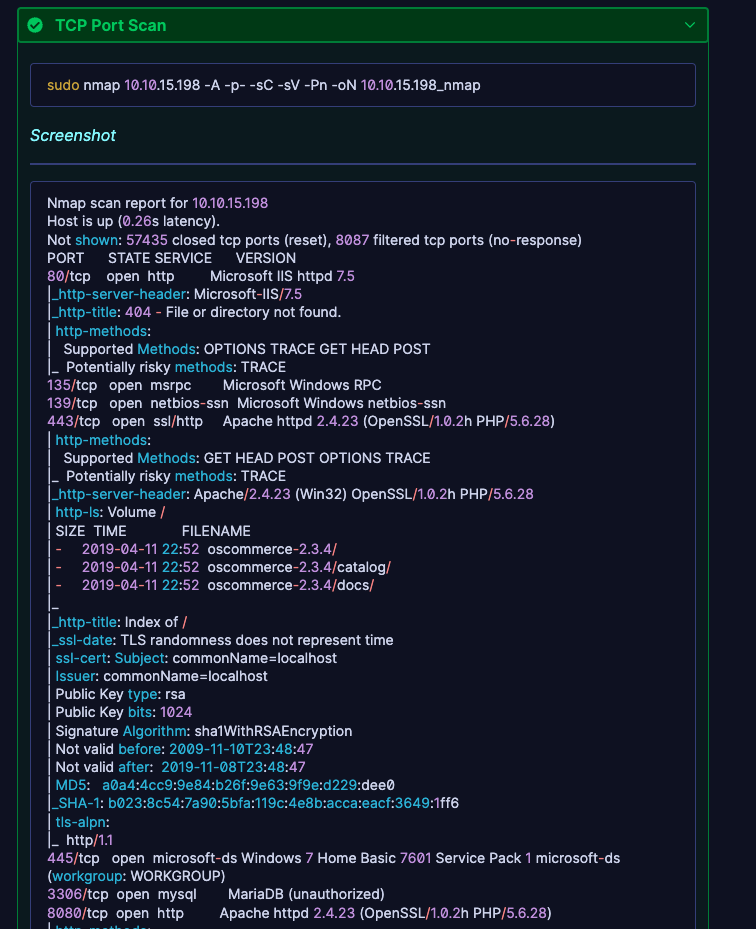 TCP Port Scan
sudo nmap 10.10.15.198 -A -p- -sC -sV -Pn -oN 10.10.15.198_nmap
Screenshot
Nmap scan report for 10.10.15.198
Host is up (0.26s latency).
Not shown: 57435 closed tcp ports (reset), 8087 filtered tcp ports (no-response)
PORT STATE SERVICE VERSION
80/tcp open http Microsoft IIS httpd 7.5
|_http-server-header: Microsoft-IIS/7.5
|_http-title: 404 - File or directory not found.
| http-methods:
| Supported Methods: OPTIONS TRACE GET HEAD POST
|_ Potentially risky methods: TRACE
135/tcp open msrpc Microsoft Windows RPC
139/tcp open netbios-ssn Microsoft Windows netbios-ssn
443/tcp open ssl/http Apache httpd 2.4.23 (OpenSSL/1.0.2h PHP/5.6.28)
| http-methods:
| Supported Methods: GET HEAD POST OPTIONS TRACE
|_ Potentially risky methods: TRACE
|_http-server-header: Apache/2.4.23 (Win32) OpenSSL/1.0.2h PHP/5.6.28
| http-ls: Volume /
| SIZE TIME FILENAME
| - 2019-04-11 22:52 oscommerce-2.3.4/
| - 2019-04-11 22:52 oscommerce-2.3.4/catalog/
| - 2019-04-11 22:52 oscommerce-2.3.4/docs/
|_
|_http-title: Index of /
|_ssl-date: TLS randomness does not represent time
| ssl-cert: Subject: commonName=localhost
| Issuer: commonName=localhost
| Public Key type: rsa
| Public Key bits: 1024
| Signature Algorithm: sha1WithRSAEncryption
| Not valid before: 2009-11-10T23:48:47
| Not valid after: 2019-11-08T23:48:47
| MD5: a0a4:4cc9:9e84:b26f:9e63:9f9e:d229:dee0
|_SHA-1: b023:8c54:7a90:5bfa:119c:4e8b:acca:eacf:3649:1ff6
| tls-alpn:
|_ http/1.1
445/tcp open microsoft-ds Windows 7 Home Basic 7601 Service Pack 1 microsoft-ds
(workgroup: WORKGROUP)
3306/tcp open mysql MariaDB (unauthorized)
8080/tcp open http Apache httpd 2.4.23 (OpenSSL/1.0.2h PHP/5.6.28)